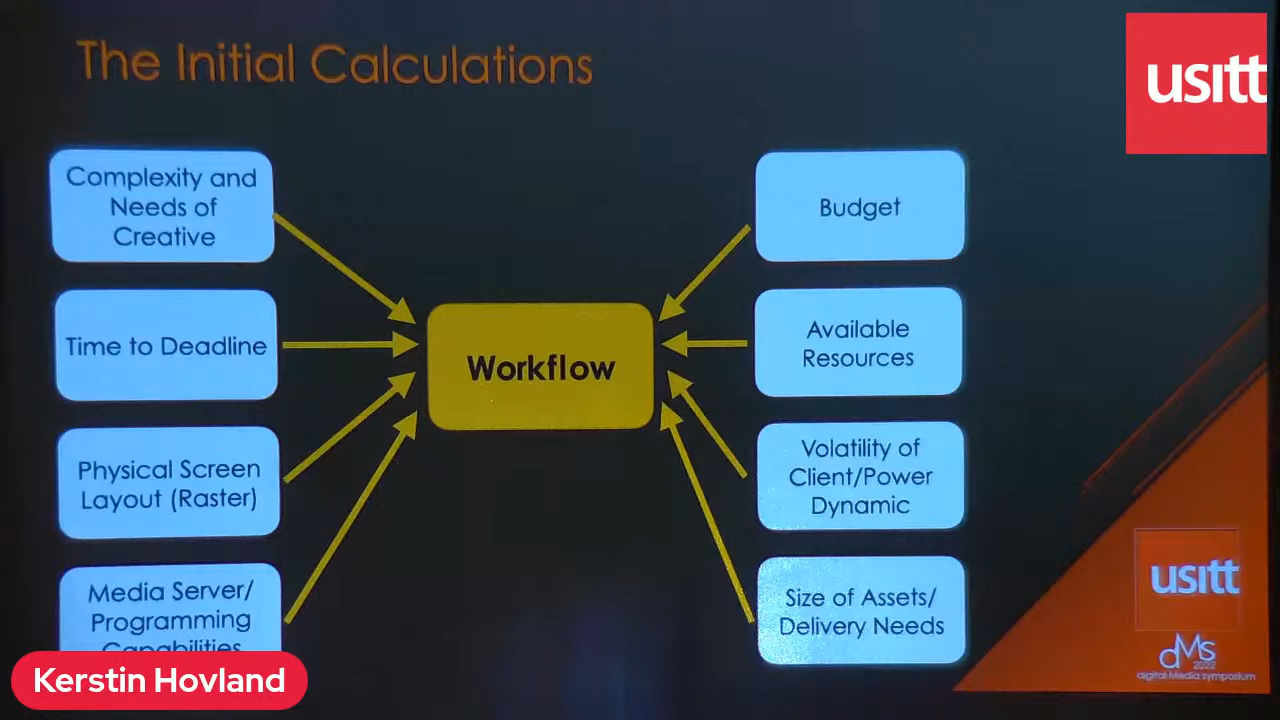 The Initial Calculations
usitt
Complexity and
Needs of
Creative
Time to Deadline
Physical Screen
Layout (Raster)
Media Server/
Programming
Capabilities
Workflow
Budget
Available
Resources
Volatility of
Client/Power
Dynamic
Size of Assets/
Delivery Needs
usitt
dMs
2022
digital Media symposium
Kerstin Hovland